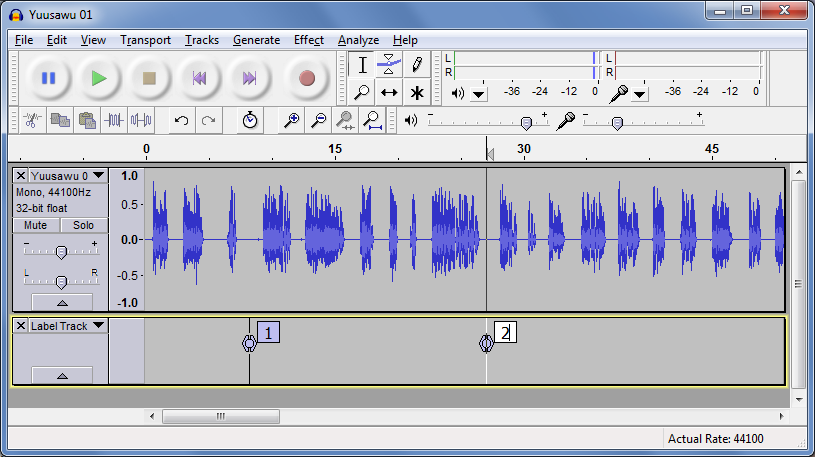 Yuusawu 01
File Edit View Transport Tracks Generate Effect Analyze Help
L
R
-36 -24 -12 0
L
R
-36 -24 -12 0
0 15 30 45
Yuusawu 0
Mono, 44100Hz
32-bit float
Mute Solo
- +
L R
1.0
0.5
0.0
-0.5
-1.0
Label Track
1
2
Actual Rate: 44100